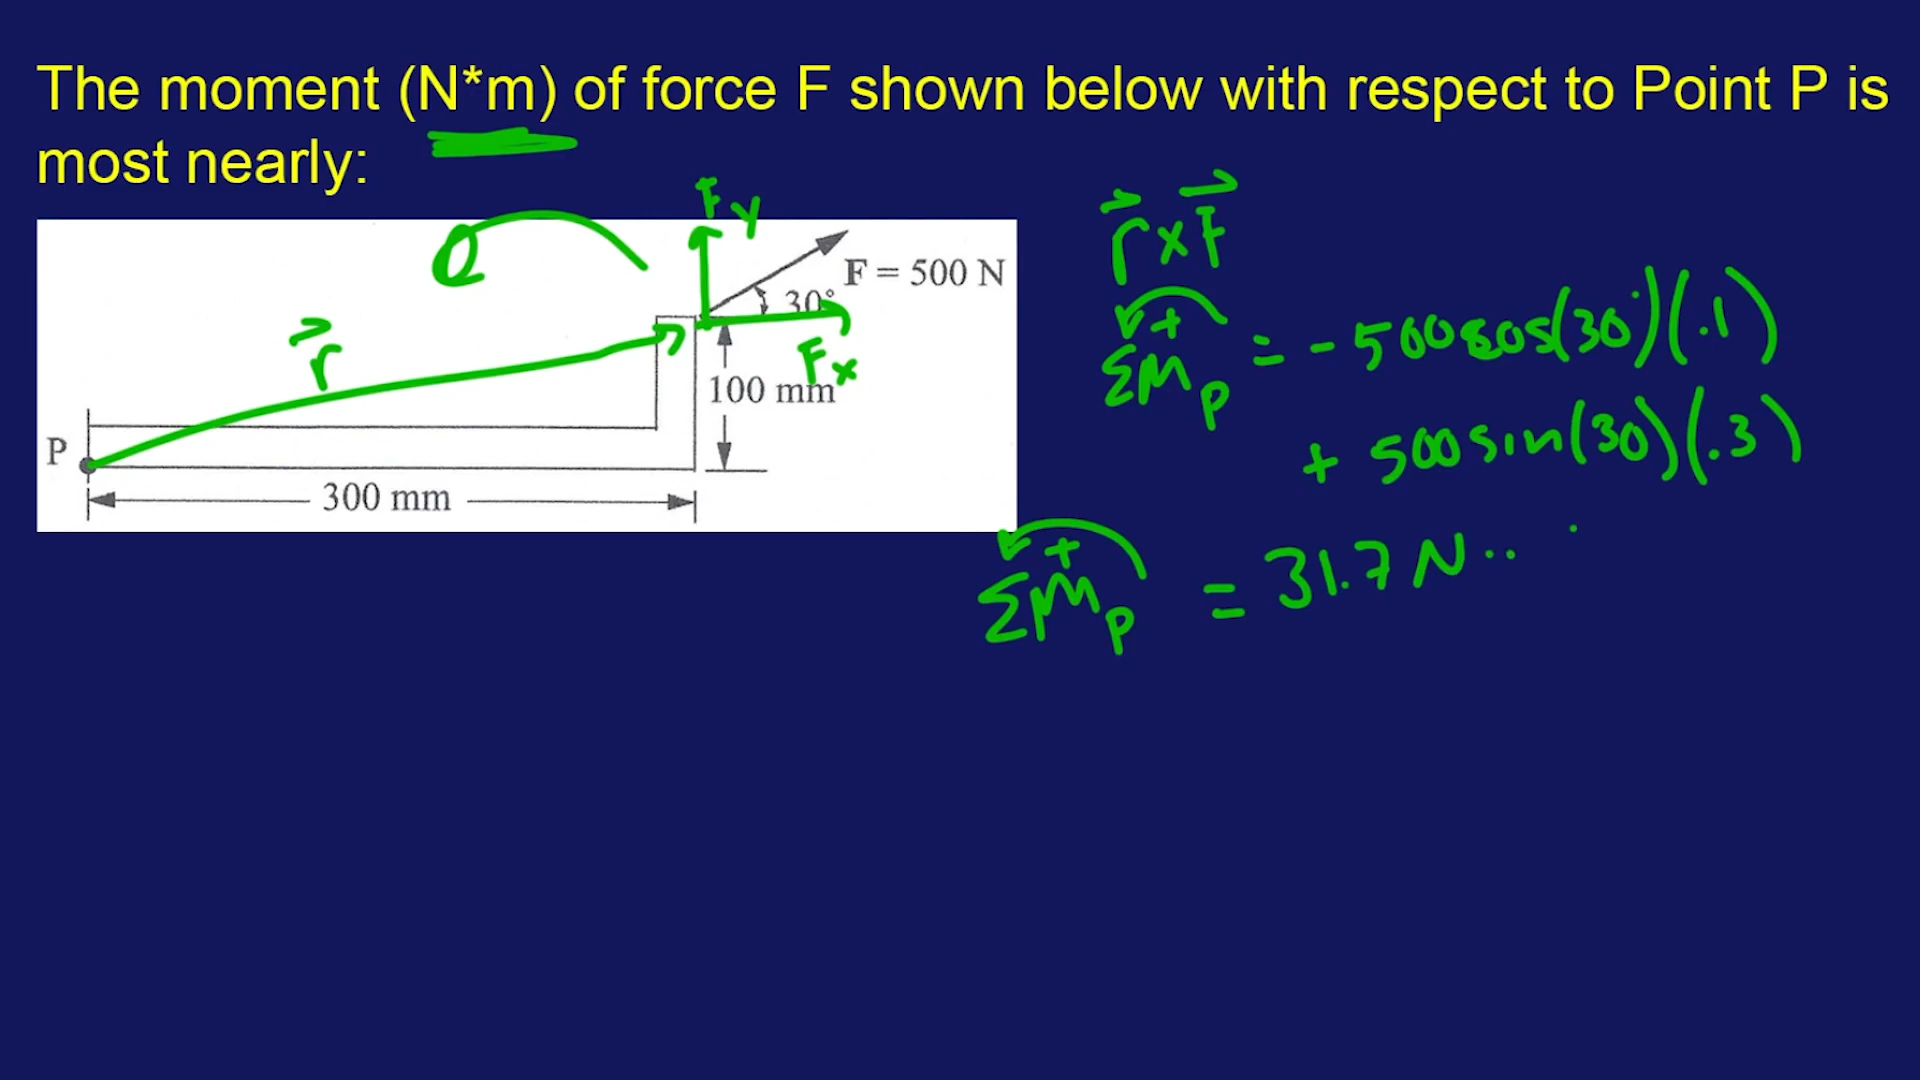 The moment (N*m) of force F shown below with respect to Point P is
most nearly:
Fy
F = 500 N
30°
r
Fx
100 mm
P
300 mm
r x F
+
ΣMp = - 500cos(30°)(.1)
+ 500sin(30)(.3)
+
ΣMp = 31.7 N..